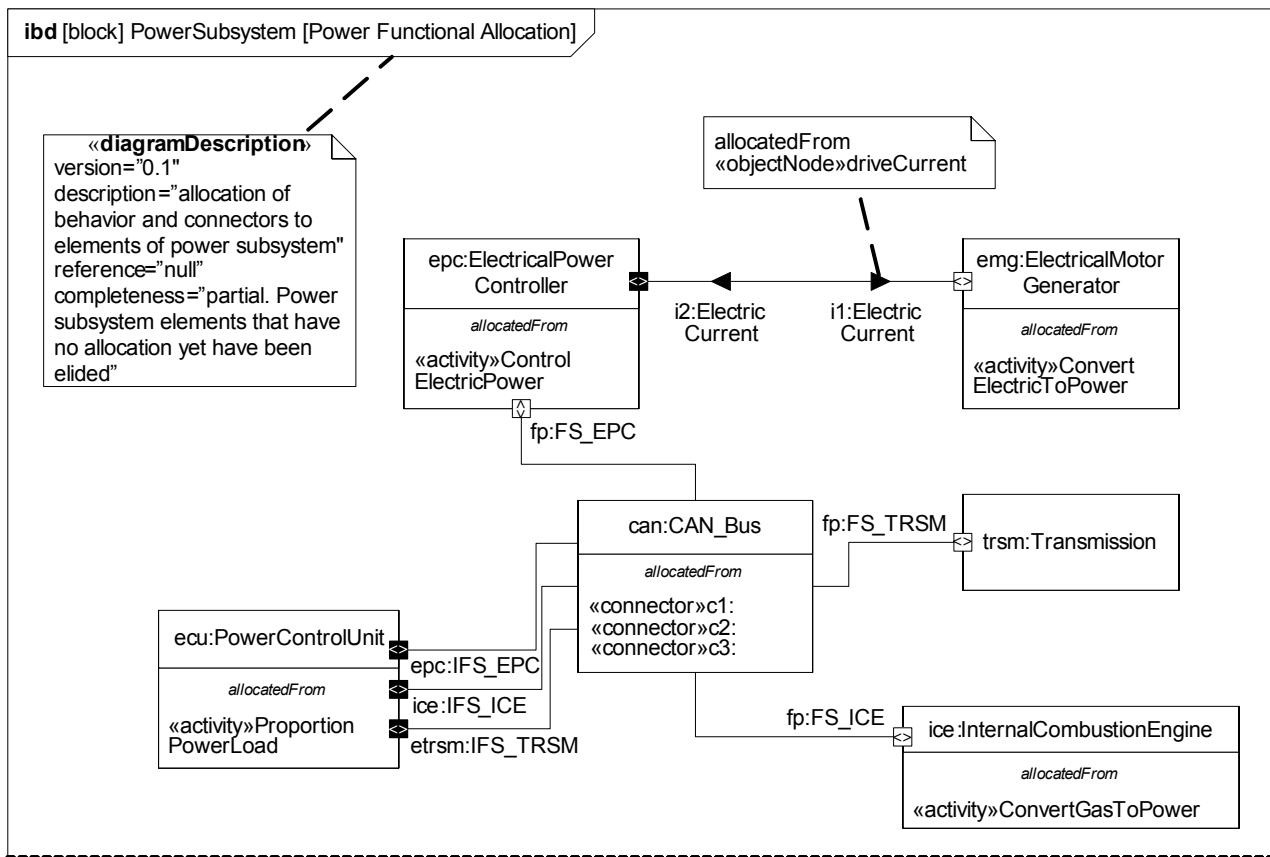 ibd [block] PowerSubsystem [Power Functional Allocation]
«diagramDescription»
version="0.1"
description=”allocation of
behavior and connectors to
elements of power subsystem"
reference=”null”
completeness=”partial. Power
subsystem elements that have
no allocation yet have been
elided”
allocatedFrom
«objectNode»driveCurrent
epc:ElectricalPower
Controller
allocatedFrom
«activity»Control
ElectricPower
i2:Electric
Current
i1:Electric
Current
emg:ElectricalMotor
Generator
allocatedFrom
«activity»Convert
ElectricToPower
fp:FS_EPC
can:CAN_Bus
allocatedFrom
«connector»c1:
«connector»c2:
«connector»c3:
fp:FS_TRSM
trsm:Transmission
ecu:PowerControlUnit
allocatedFrom
«activity»Proportion
PowerLoad
epc:IFS_EPC
ice:IFS_ICE
etrsm:IFS_TRSM
fp:FS_ICE
ice:InternalCombustionEngine
allocatedFrom
«activity»ConvertGasToPower